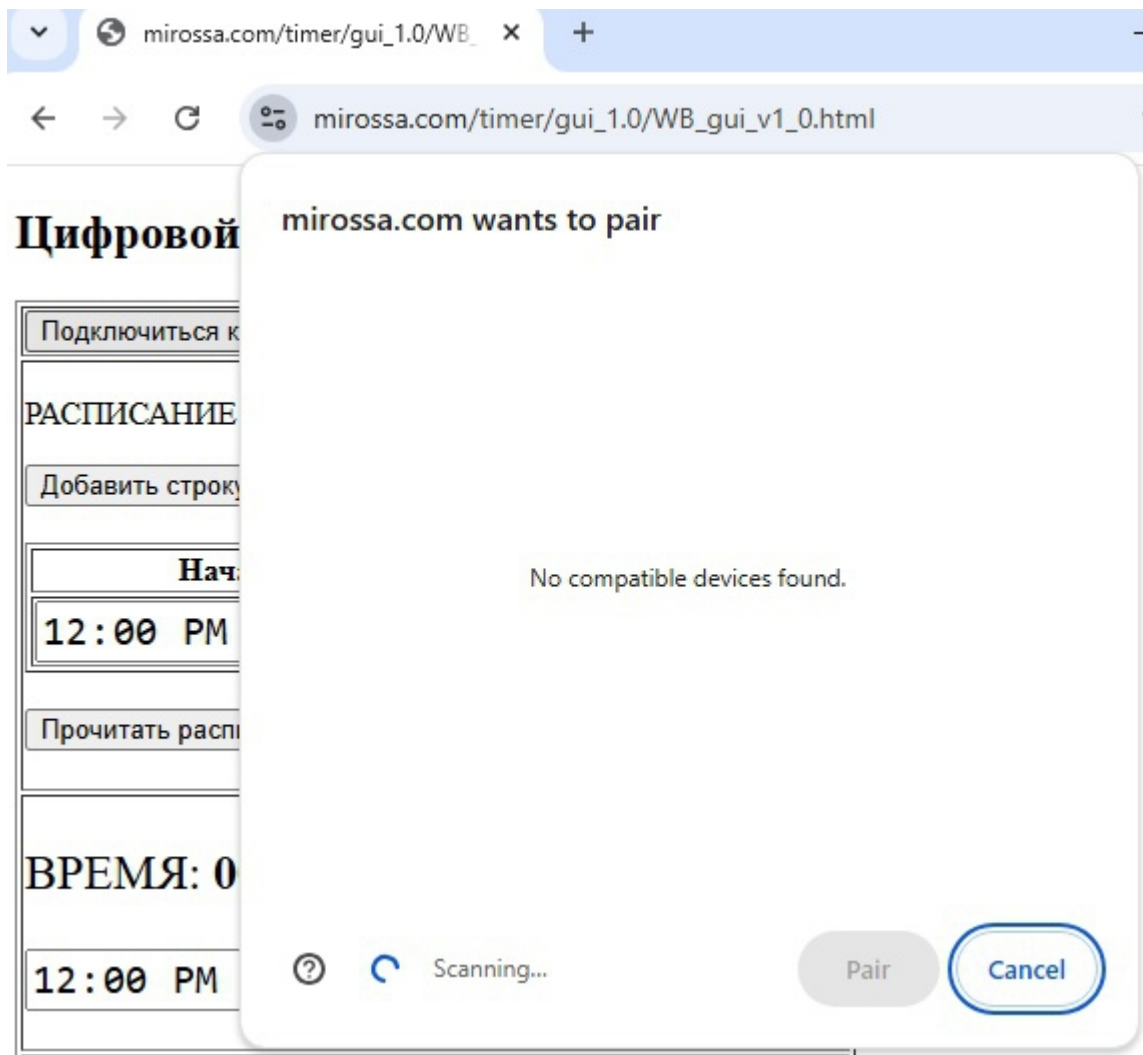 mirossa.com/timer/gui_1.0/WB_
mirossa.com/timer/gui_1.0/WB_gui_v1_0.html
Цифровой
mirossa.com wants to pair
Подключиться к
РАСПИСАНИЕ
Добавить строку
Нача
12:00 PM
No compatible devices found.
Прочитать распи
ВРЕМЯ: 0
12:00 PM
Scanning...
Pair
Cancel